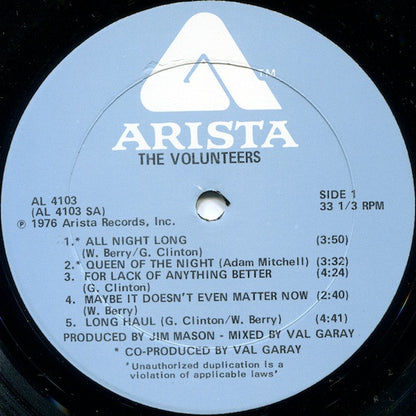 TM
ARISTA
THE VOLUNTEERS
AL 4103
(AL 4103 SA)
℗ 1976 Arista Records, Inc.
SIDE 1
33 1/3 RPM
1.* ALL NIGHT LONG (3:50)
(W. Berry/G. Clinton)
2.* QUEEN OF THE NIGHT (Adam Mitchell) (3:32)
3. FOR LACK OF ANYTHING BETTER (4:24)
(G. Clinton)
4. MAYBE IT DOESN'T EVEN MATTER NOW (2:40)
(W. Berry)
5. LONG HAUL (G. Clinton/W. Berry) (4:41)
PRODUCED BY JIM MASON - MIXED BY VAL GARAY
* CO-PRODUCED BY VAL GARAY
"Unauthorized duplication is a
violation of applicable laws"